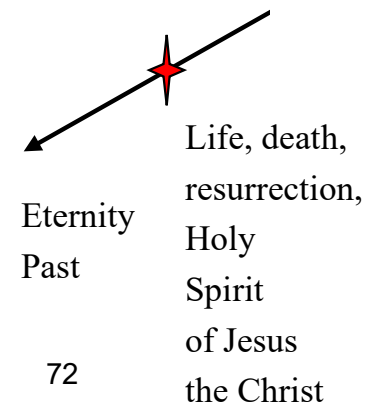 Eternity
Past
Life, death,
resurrection,
Holy
Spirit
of Jesus
the Christ
72